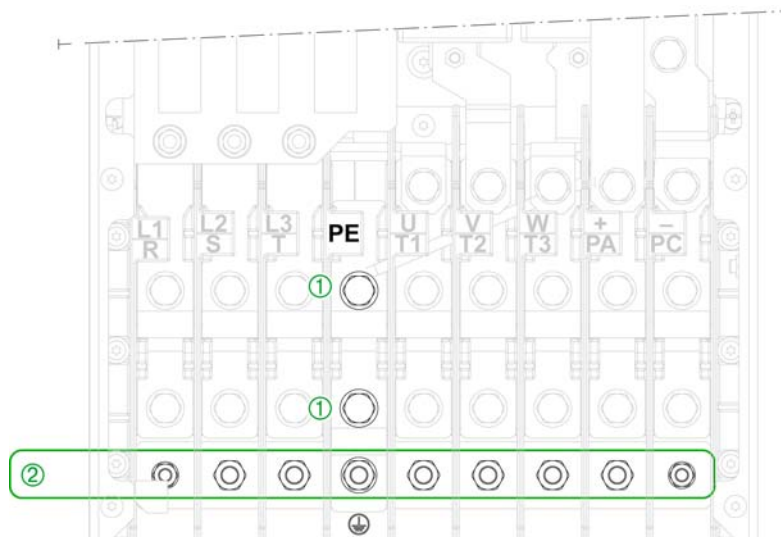 L1 L2 L3 PE U V W + –
R S T T1 T2 T3 PA PC
①
①
②